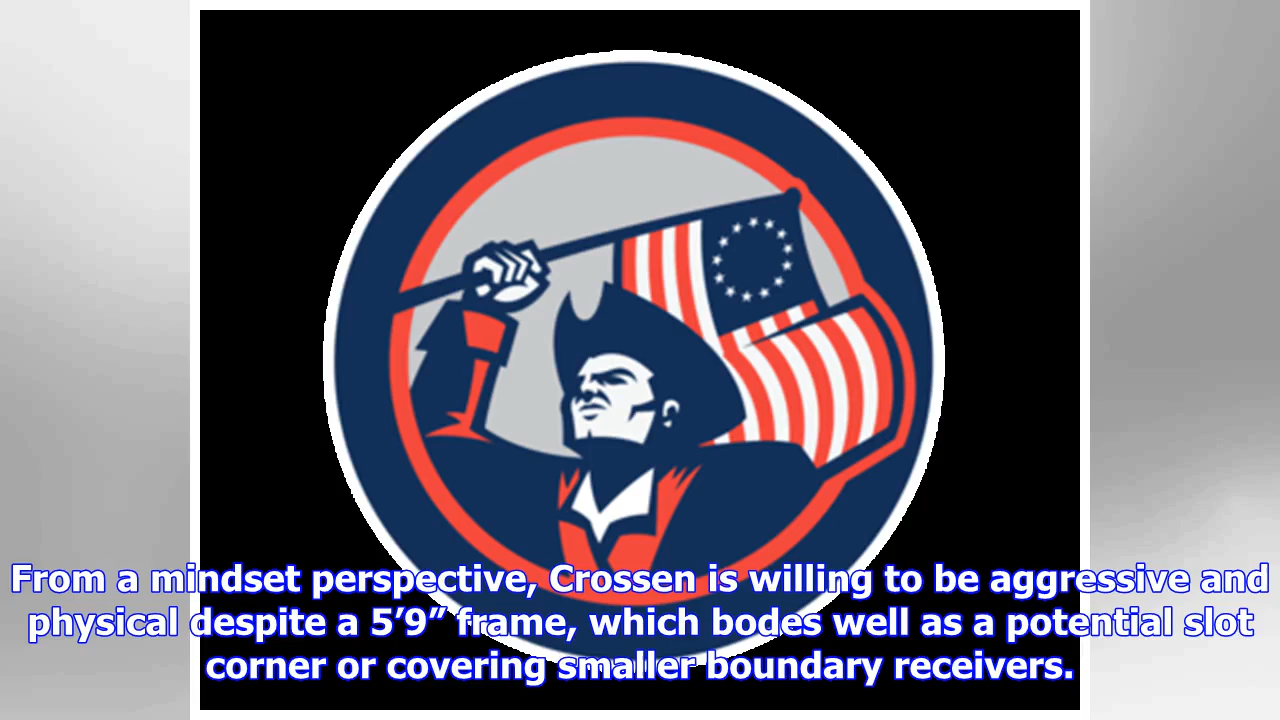 From a mindset perspective, Crossen is willing to be aggressive and
physical despite a 5’9” frame, which bodes well as a potential slot
corner or covering smaller boundary receivers.